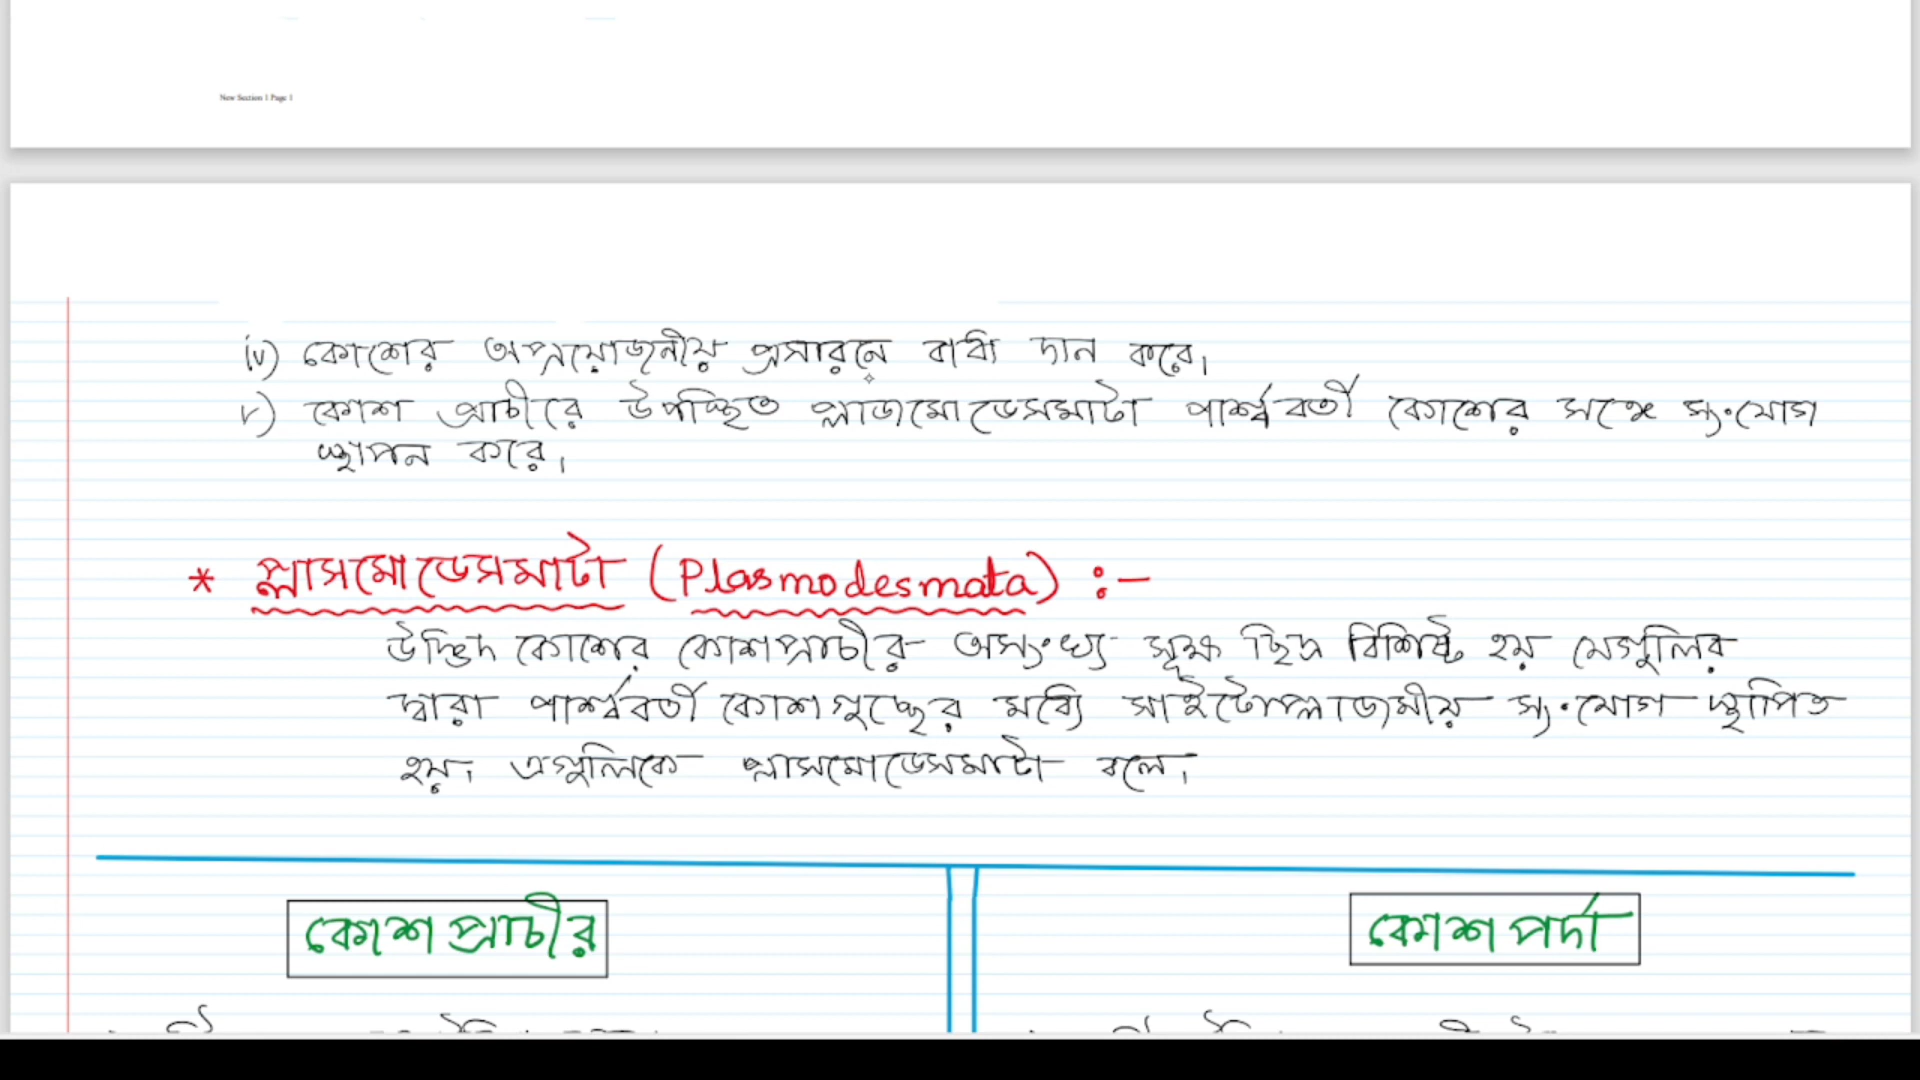 New Section 1 Page 1
iv) কোশের অপ্রয়োজনীয় প্রসারনে বাধা দান করে।
v) কোশ প্রাচীরে উপস্থিত প্লাজমোডেসমাটা পার্শ্ববর্তী কোশের সঙ্গে সংযোগ
স্থাপন করে।
* প্লাসমোডেসমাটা (Plasmodesmata) :-
উদ্ভিদ কোশের কোশপ্রাচীর অসংখ্য সূক্ষ্ম ছিদ্র বিশিষ্ট হয় যেগুলির
দ্বারা পার্শ্ববর্তী কোশগুচ্ছের মধ্যে সাইটোপ্লাজমীয় সংযোগ স্থাপিত
হয়। এগুলিকে প্লাসমোডেসমাটা বলে।
কোশ প্রাচীর
কোশ পর্দা